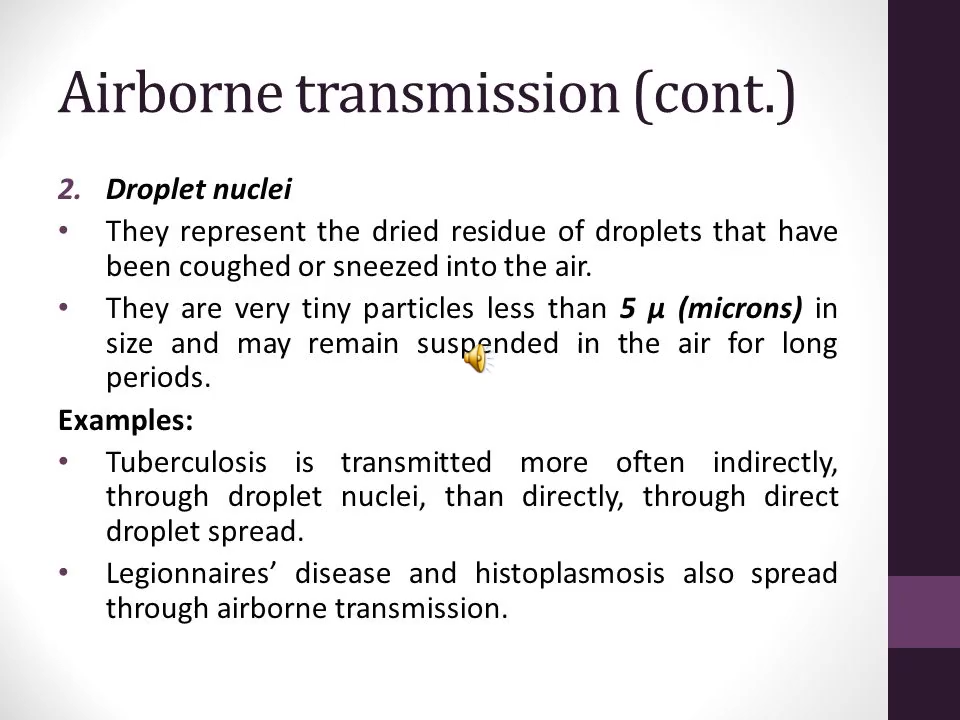 Airborne transmission (cont.)
2. Droplet nuclei
• They represent the dried residue of droplets that have
been coughed or sneezed into the air.
• They are very tiny particles less than 5 μ (microns) in
size and may remain suspended in the air for long
periods.
Examples:
• Tuberculosis is transmitted more often indirectly,
through droplet nuclei, than directly, through direct
droplet spread.
• Legionnaires’ disease and histoplasmosis also spread
through airborne transmission.